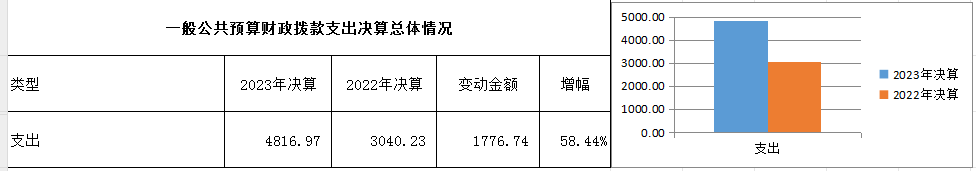 一般公共预算财政拨款支出决算总体情况
类型 2023年决算 2022年决算 变动金额 增幅
支出 4816.97 3040.23 1776.74 58.44%
5000.00
4000.00
3000.00
2000.00
1000.00
0.00
支出
2023年决算
2022年决算